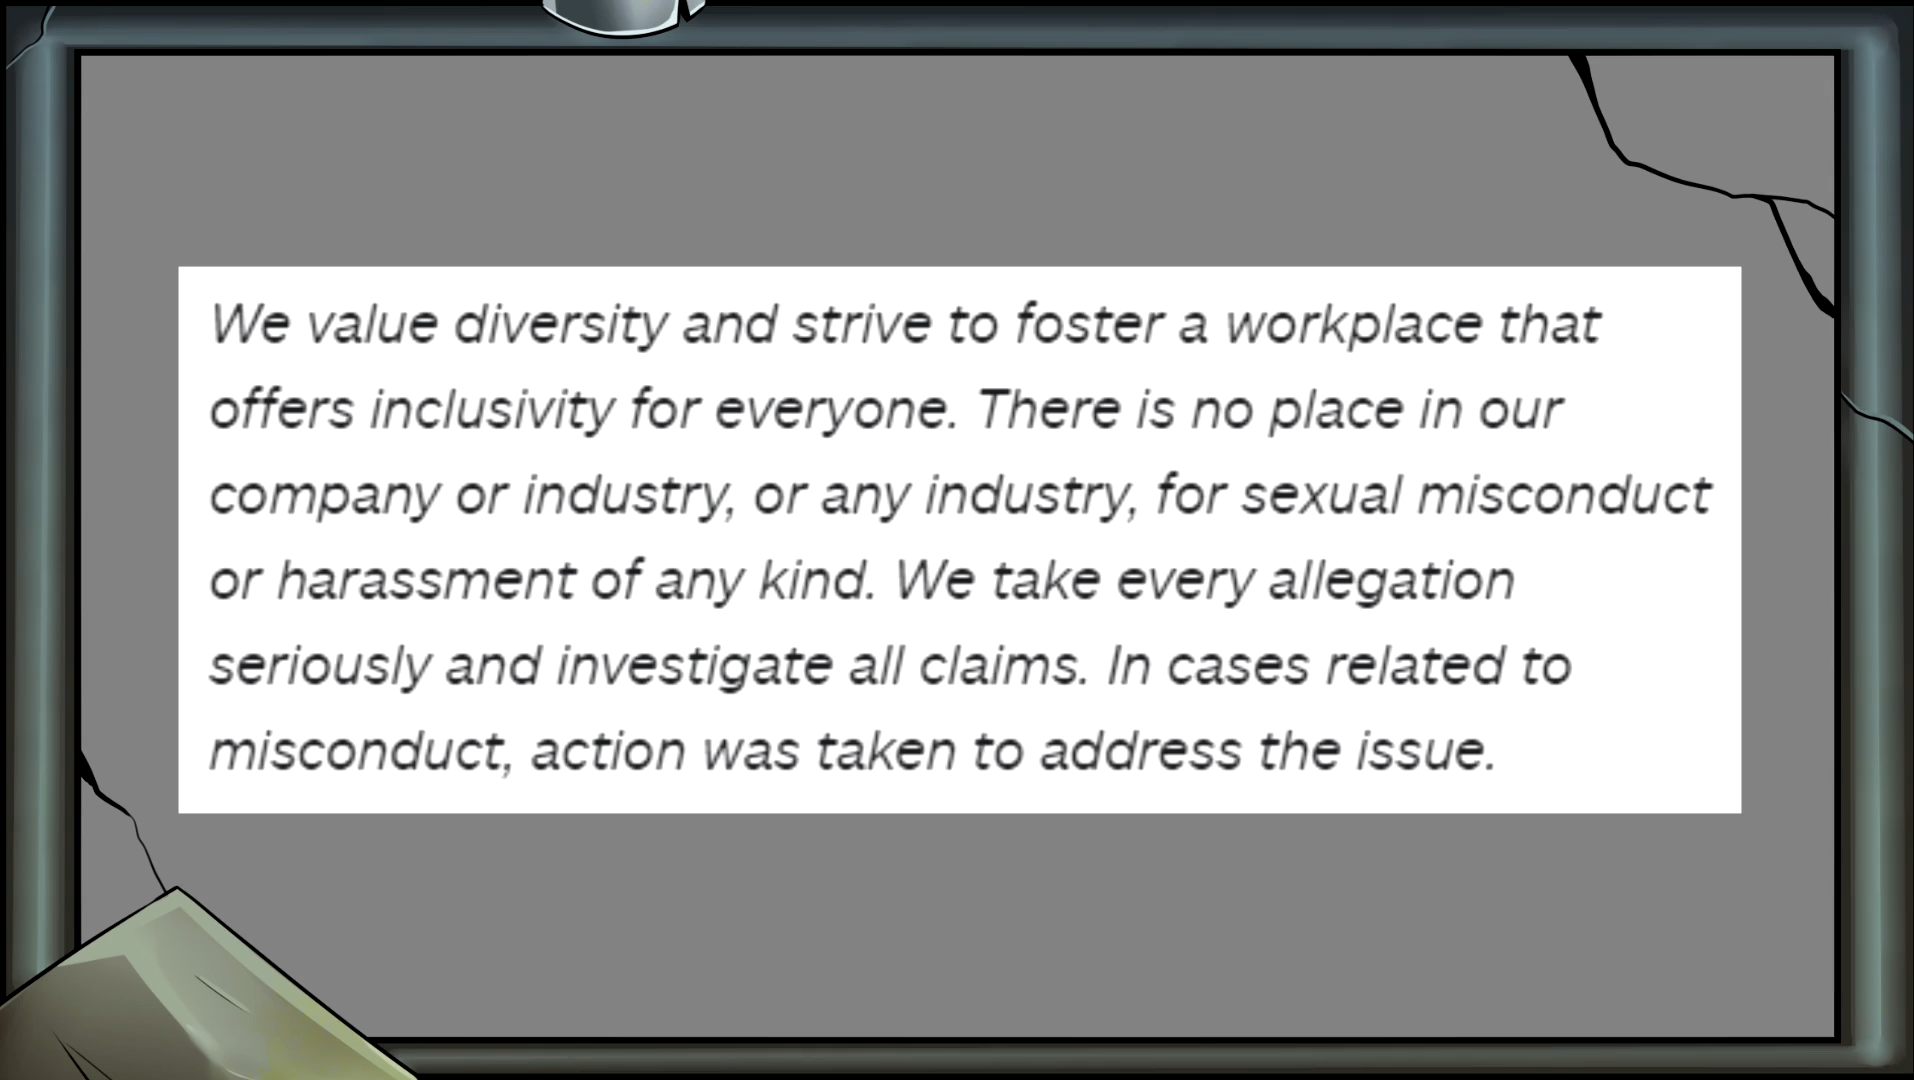 We value diversity and strive to foster a workplace that
offers inclusivity for everyone. There is no place in our
company or industry, or any industry, for sexual misconduct
or harassment of any kind. We take every allegation
seriously and investigate all claims. In cases related to
misconduct, action was taken to address the issue.